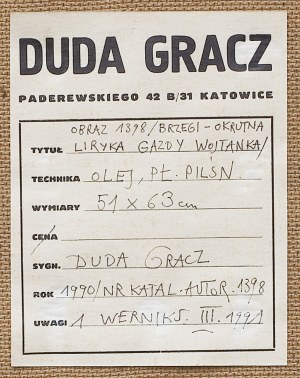 DUDA GRACZ
PADEREWSKIEGO 42 B/31 KATOWICE
OBRAZ 1398/BRZEGI - OKRUTNA
TYTUŁ LIRYKA GAZDY WOJTANKA/
TECHNIKA OLEJ, PŁ. PILŚN.
WYMIARY 51 x 63 cm
CENA
SYGN. DUDA GRACZ
ROK 1990/NR KATAL. AUTOR. 1398
UWAGI 1 WERNIKS. III. 1991